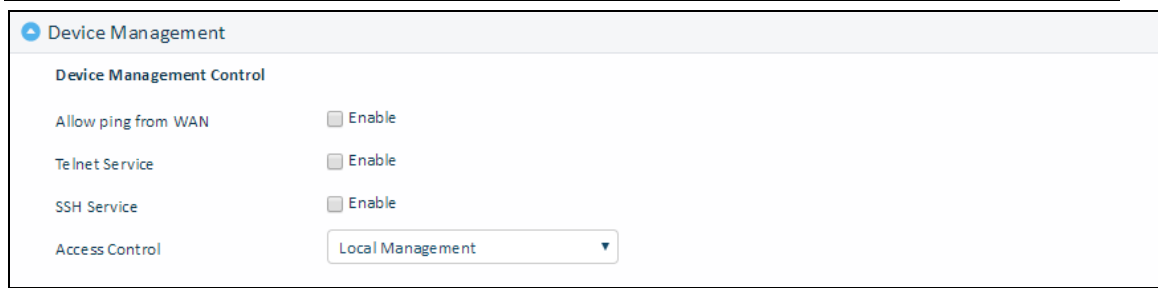 Device Management
Device Management Control
Allow ping from WAN Enable
Telnet Service Enable
SSH Service Enable
Access Control Local Management